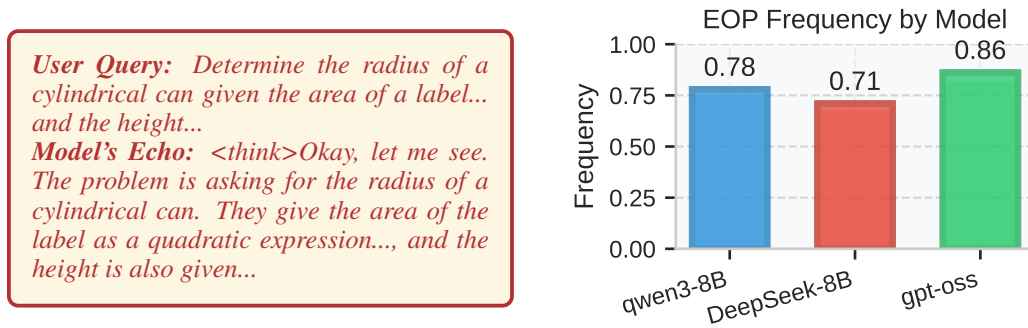 User Query: Determine the radius of a
cylindrical can given the area of a label...
and the height...
Model's Echo: <think>Okay, let me see.
The problem is asking for the radius of a
cylindrical can. They give the area of the
label as a quadratic expression..., and the
height is also given...
EOP Frequency by Model
Frequency
1.00
0.75
0.50
0.25
0.00
0.78
0.71
0.86
qwen3-8B
DeepSeek-8B
gpt-oss